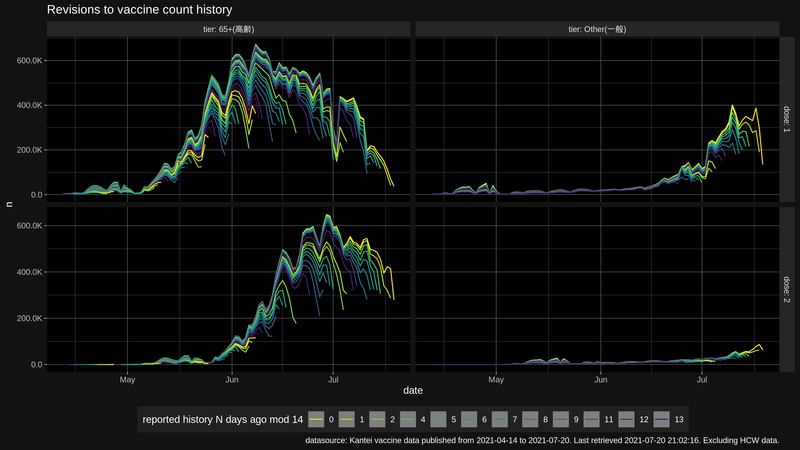 Revisions to vaccine count history
tier: 65+(高齢)
tier: Other(一般)
600.0K
400.0K
200.0K
0.0
dose: 1
n
600.0K
400.0K
200.0K
0.0
dose: 2
May
Jun
Jul
May
Jun
Jul
date
reported history N days ago mod 14 0 1 2 4 5 6 7 8 9 11 12 13
datasource: Kantei vaccine data published from 2021-04-14 to 2021-07-20. Last retrieved 2021-07-20 21:02:16. Excluding HCW data.